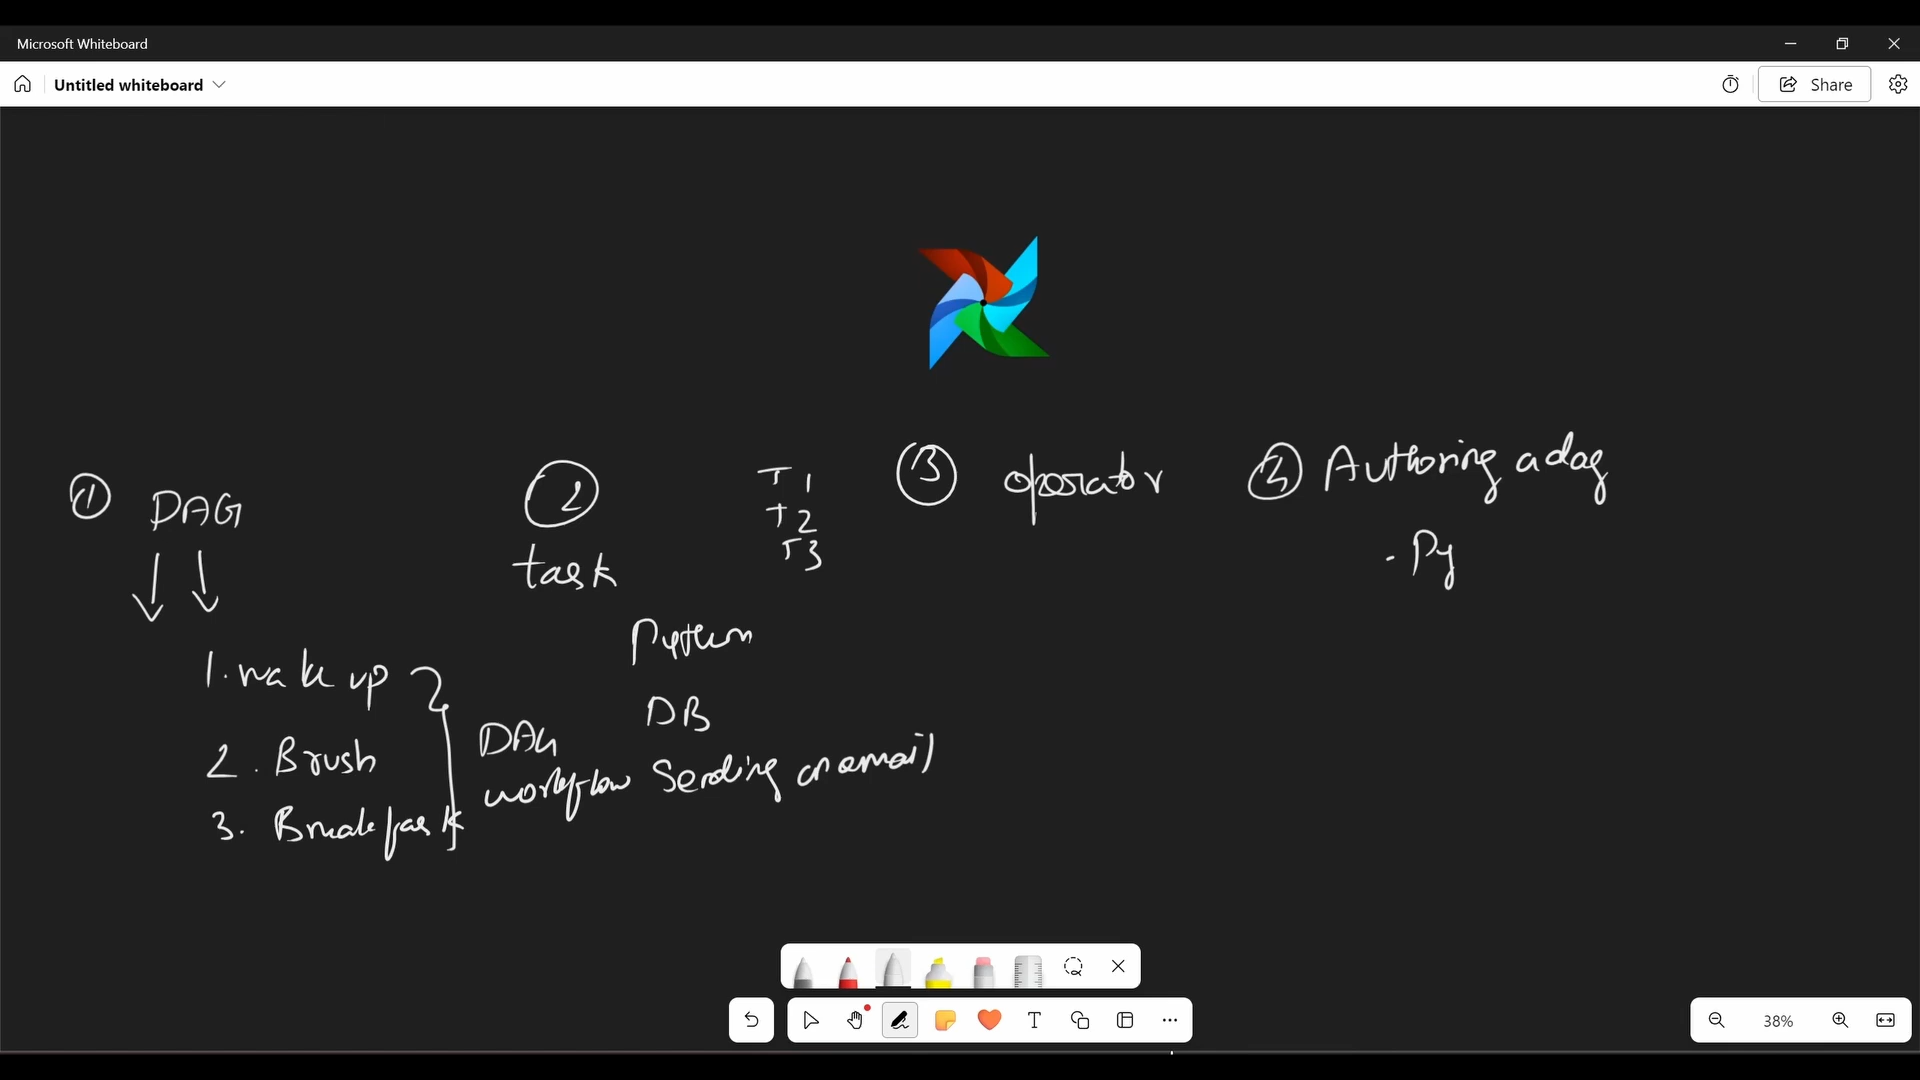 Microsoft Whiteboard
Untitled whiteboard
Share
① DAG
1. wake up
2. Brush
3. Breakfast
DAG
workflow
②
task
T1
T2
T3
Python
DB
Sending an email
③ operator
④ Authoring a dag
- Py
38%